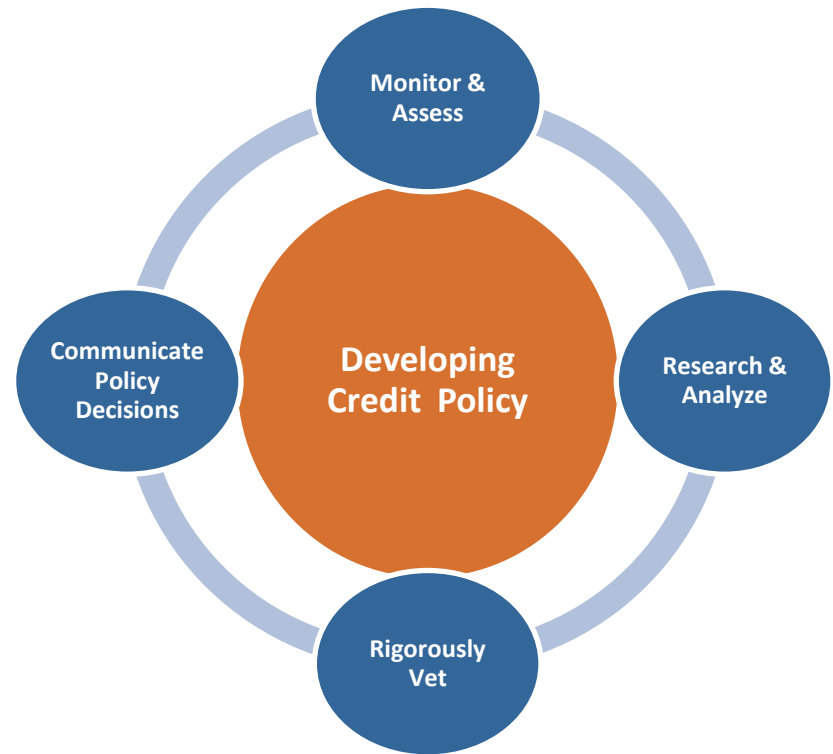 Monitor &
Assess
Communicate
Policy
Decisions
Developing
Credit Policy
Research &
Analyze
Rigorously
Vet